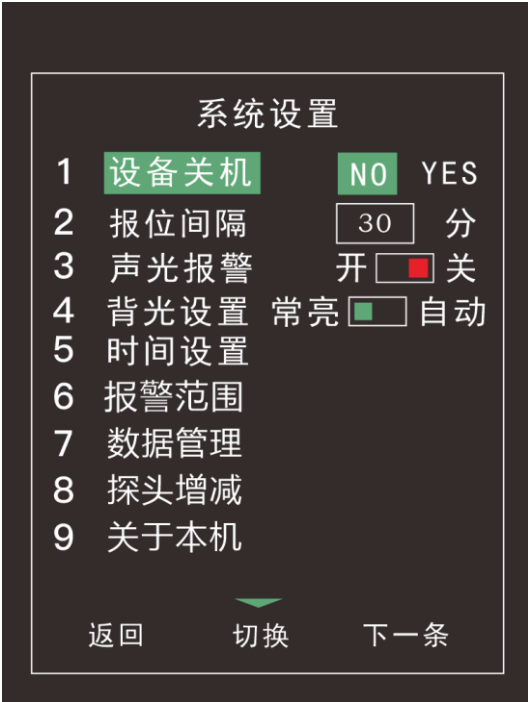 系统设置
1 设备关机 NO YES
2 报位间隔 30 分
3 声光报警 开 关
4 背光设置 常亮 自动
5 时间设置
6 报警范围
7 数据管理
8 探头增减
9 关于本机
返回 切换 下一条